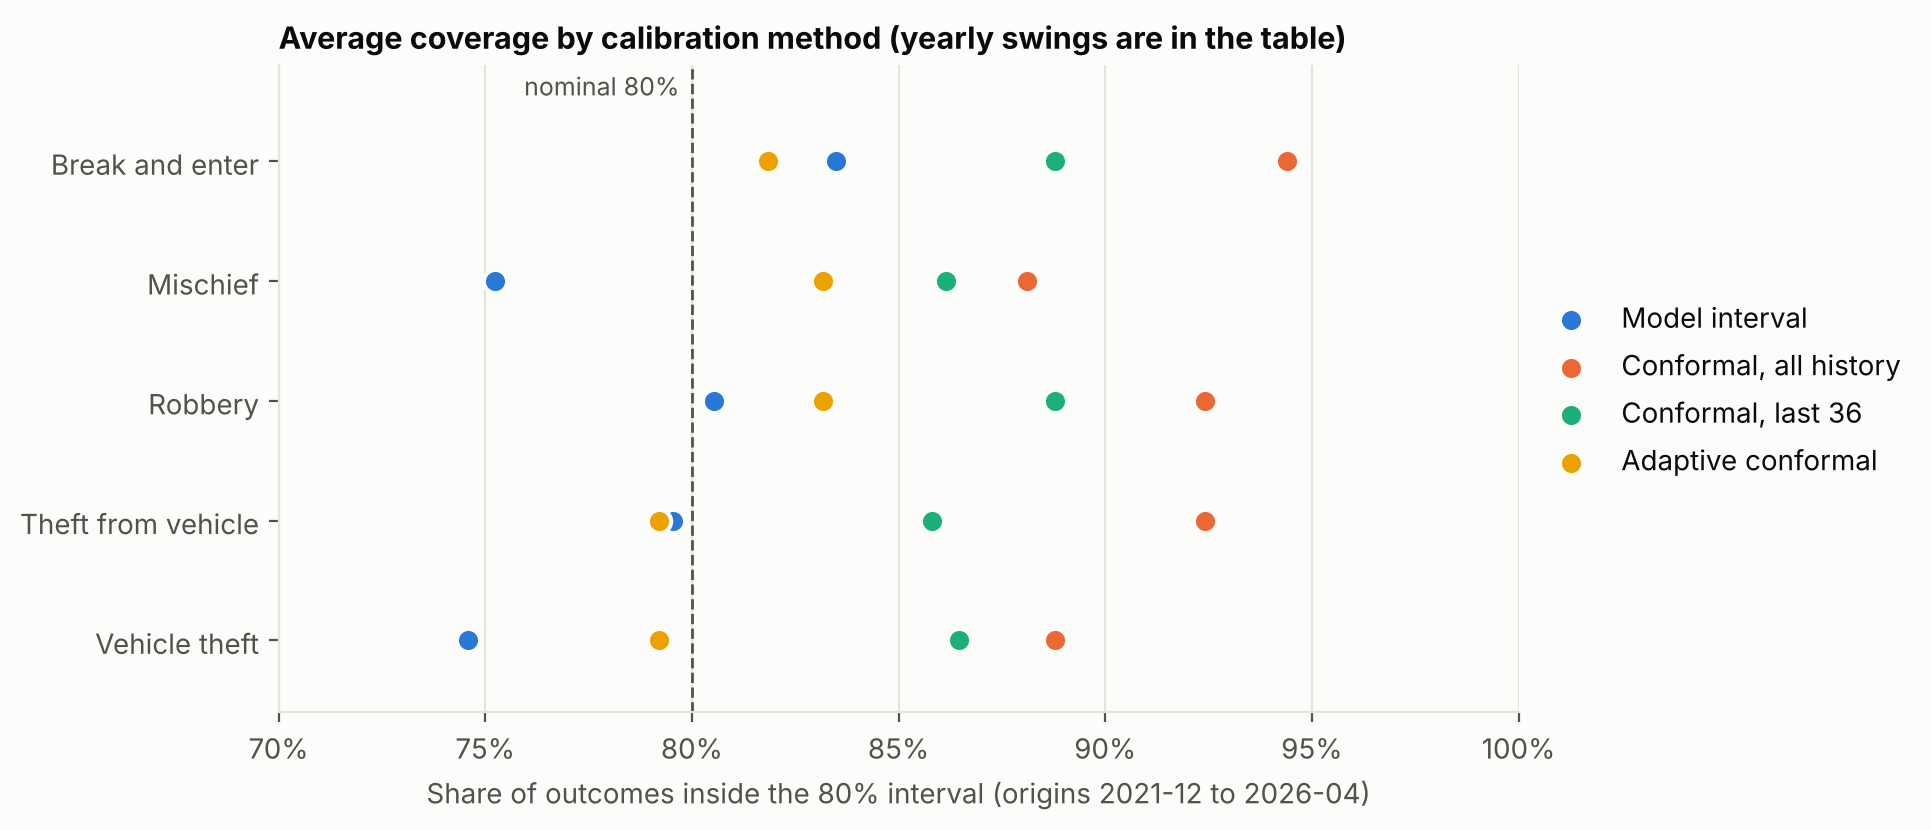 Average coverage by calibration method (yearly swings are in the table)
nominal 80%
Break and enter
Mischief
Robbery
Theft from vehicle
Vehicle theft
70% 75% 80% 85% 90% 95% 100%
Share of outcomes inside the 80% interval (origins 2021-12 to 2026-04)
Model interval
Conformal, all history
Conformal, last 36
Adaptive conformal